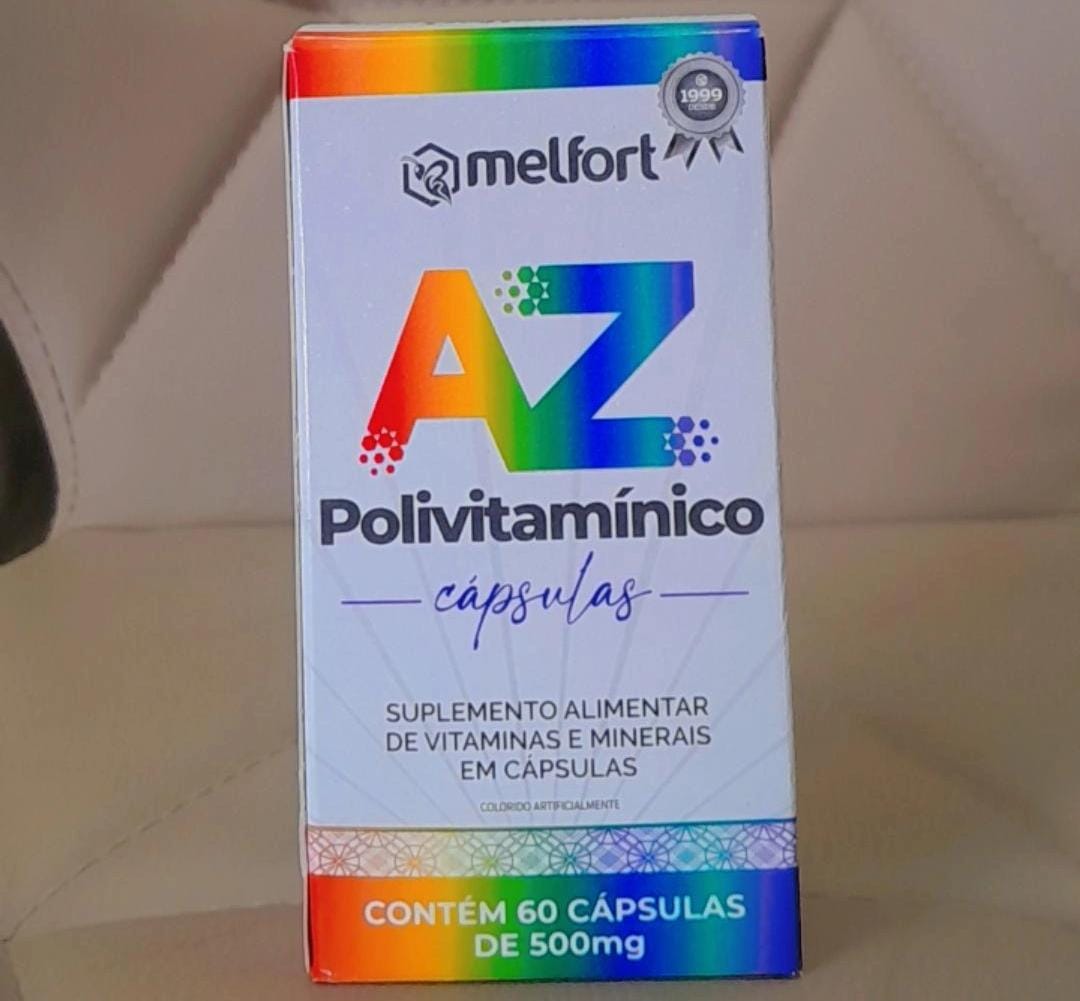 1999
DESDE
melfort
AZ
Polivitamínico
cápsulas
SUPLEMENTO ALIMENTAR
DE VITAMINAS E MINERAIS
EM CÁPSULAS
COLORIDO ARTIFICIALMENTE
CONTÉM 60 CÁPSULAS
DE 500mg